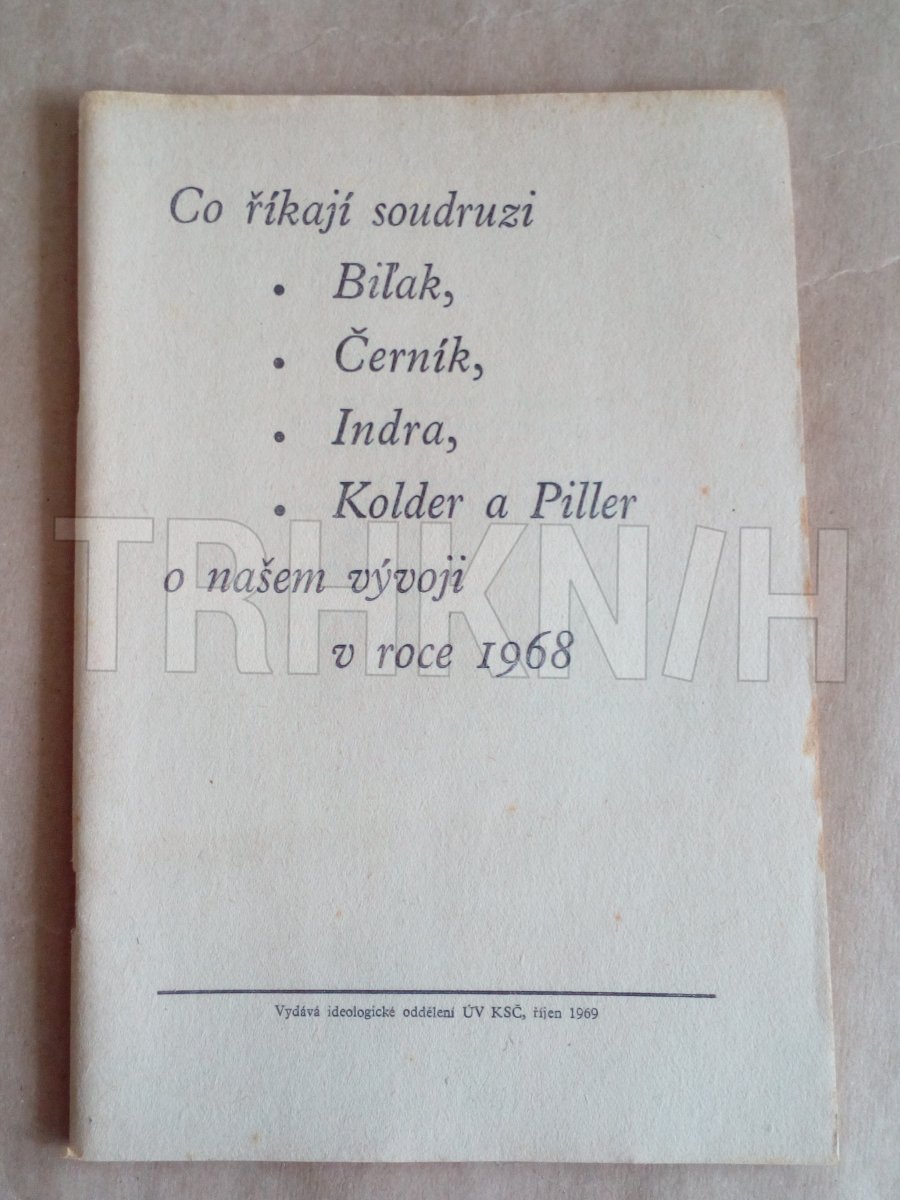 Co říkají soudruzi
• Biľak,
• Černík,
• Indra,
• Kolder a Piller
o našem vývoji
v roce 1968
TRHKNIH
Vydává ideologické oddělení ÚV KSČ, říjen 1969